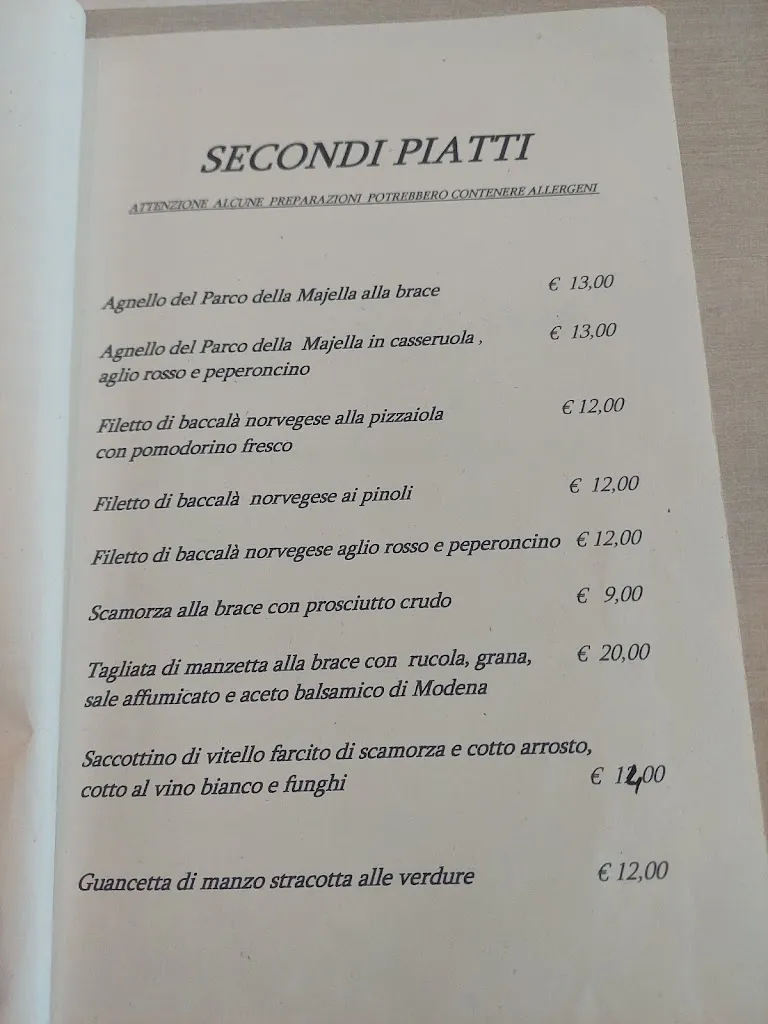 SECONDI PIATTI
ATTENZIONE ALCUNE PREPARAZIONI POTREBBERO CONTENERE ALLERGENI
Agnello del Parco della Majella alla brace € 13,00
Agnello del Parco della Majella in casseruola , € 13,00
aglio rosso e peperoncino
Filetto di baccalà norvegese alla pizzaiola € 12,00
con pomodorino fresco
Filetto di baccalà norvegese ai pinoli € 12,00
Filetto di baccalà norvegese aglio rosso e peperoncino € 12,00
Scamorza alla brace con prosciutto crudo € 9,00
Tagliata di manzetta alla brace con rucola, grana, € 20,00
sale affumicato e aceto balsamico di Modena
Saccottino di vitello farcito di scamorza e cotto arrosto,
cotto al vino bianco e funghi €
Guancetta di manzo stracotta alle verdure € 12,00